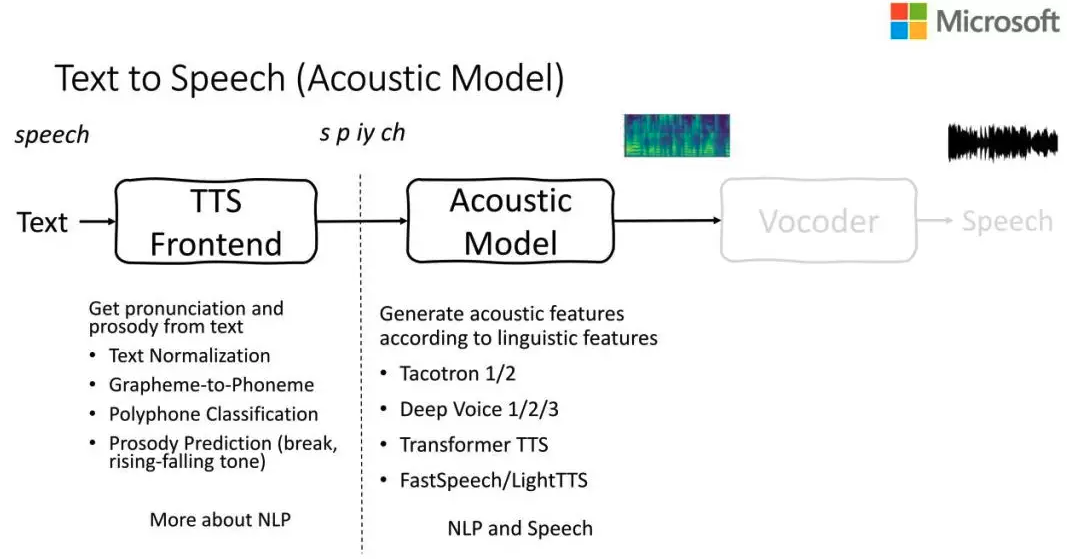 Microsoft
Text to Speech (Acoustic Model)
speech
s p iy ch
Text
TTS
Frontend
Acoustic
Model
Vocoder
Speech
Get pronunciation and
prosody from text
• Text Normalization
• Grapheme-to-Phoneme
• Polyphone Classification
• Prosody Prediction (break,
rising-falling tone)
More about NLP
Generate acoustic features
according to linguistic features
• Tacotron 1/2
• Deep Voice 1/2/3
• Transformer TTS
• FastSpeech/LightTTS
NLP and Speech